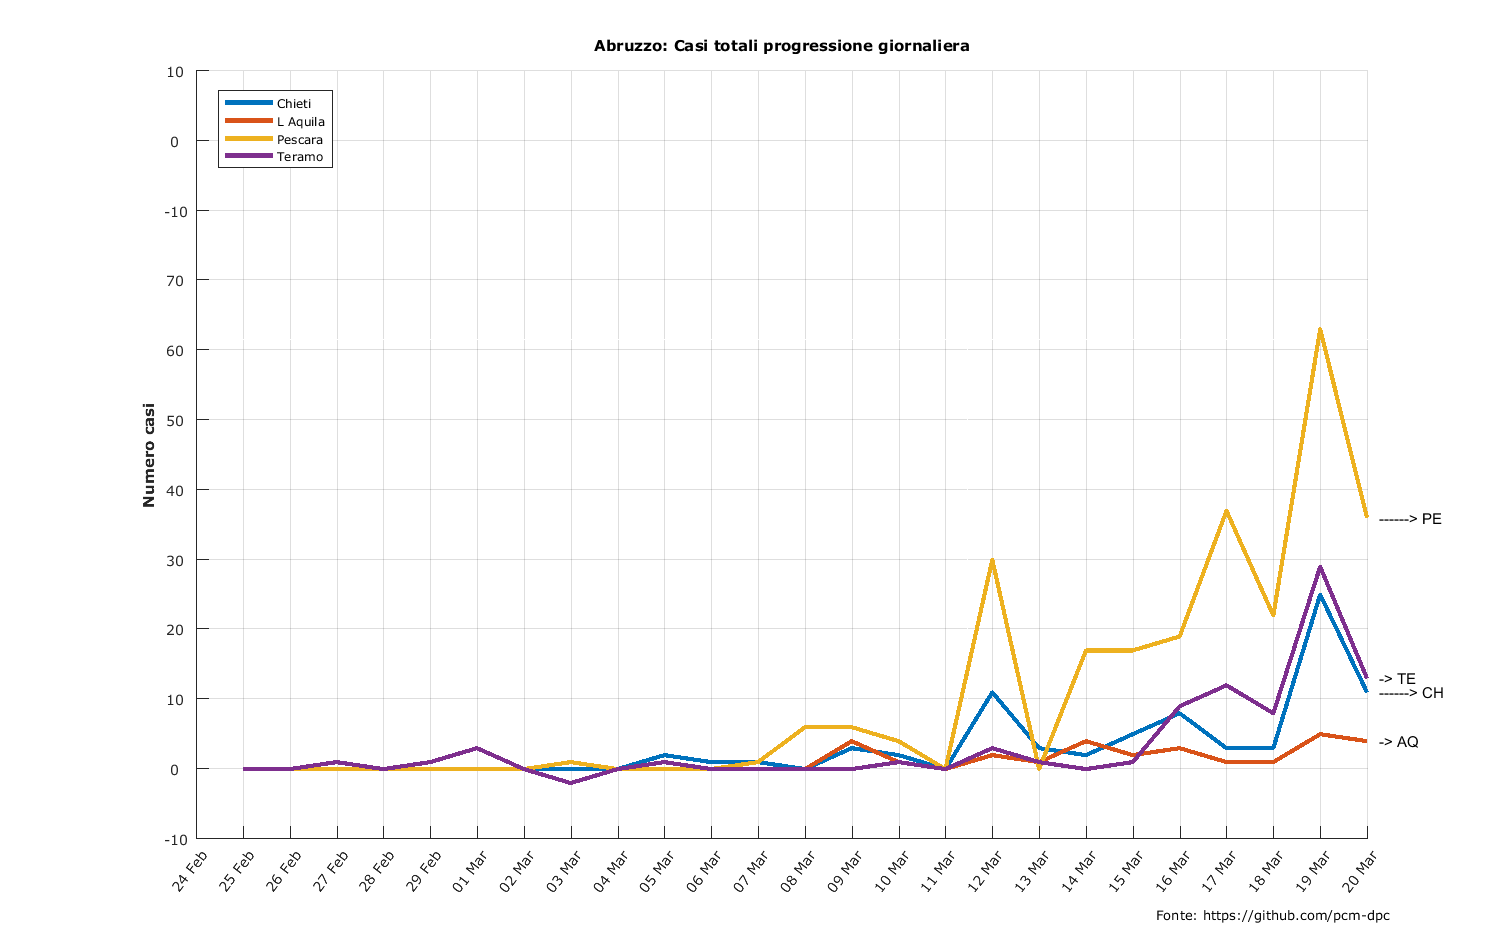 Abruzzo: Casi totali progressione giornaliera
10
0
-10
70
60
50
40
30
20
10
0
-10
Numero casi
Chieti
L Aquila
Pescara
Teramo
------> PE
-> TE
------> CH
-> AQ
24 Feb
25 Feb
26 Feb
27 Feb
28 Feb
29 Feb
01 Mar
02 Mar
03 Mar
04 Mar
05 Mar
06 Mar
07 Mar
08 Mar
09 Mar
10 Mar
11 Mar
12 Mar
13 Mar
14 Mar
15 Mar
16 Mar
17 Mar
18 Mar
19 Mar
20 Mar
Fonte: https://github.com/pcm-dpc